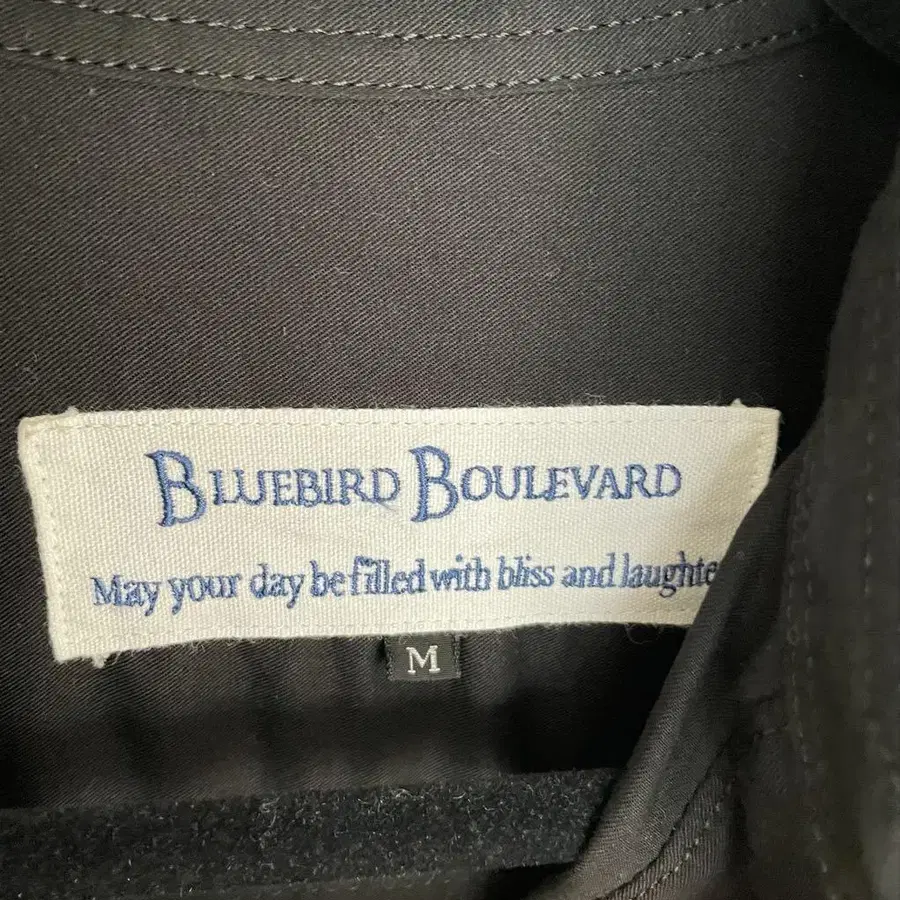 BLUEBIRD BOULEVARD
May your day be filled with bliss and laughte
M